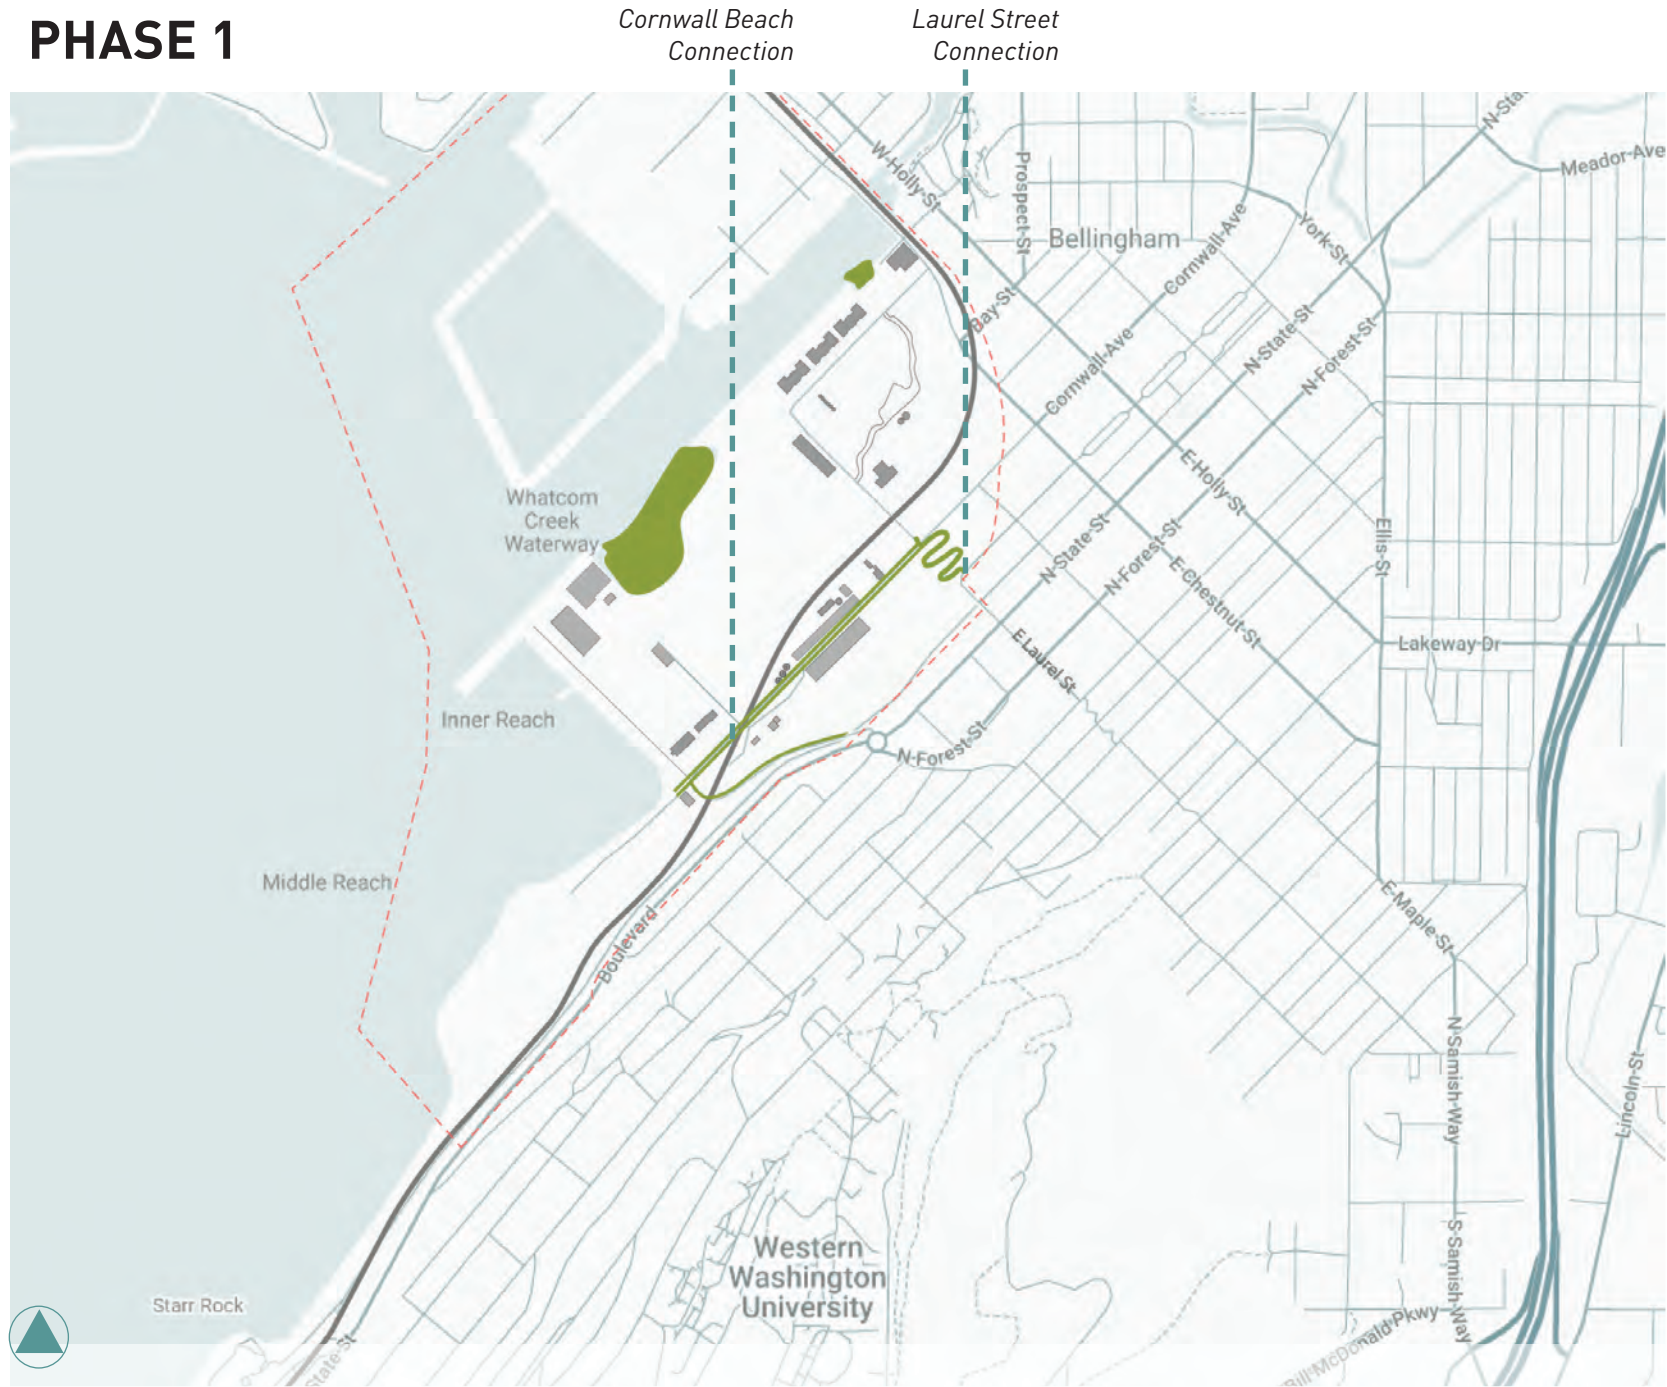 PHASE 1
Cornwall Beach
Connection
Laurel Street
Connection
W-Holly-St
Prospect-St
Bellingham
Cornwall-Ave
York-St
Meador-Ave
Bay-St
Cornwall-Ave
N-State-St
N-Forest-St
Whatcom
Creek
Waterway
E-Holly-St
N-State-St
N-Forest-St
E-Chestnut-St
Ellis-St
Lakeway-Dr
E Laurel St
Inner Reach
N-Forest-St
Middle Reach
Boulevard
E-Maple-St
N-Samish-Way
Lincoln-St
Western
Washington
University
S-Samish-Way
Starr Rock
State-St
Bill-McDonald-Pkwy